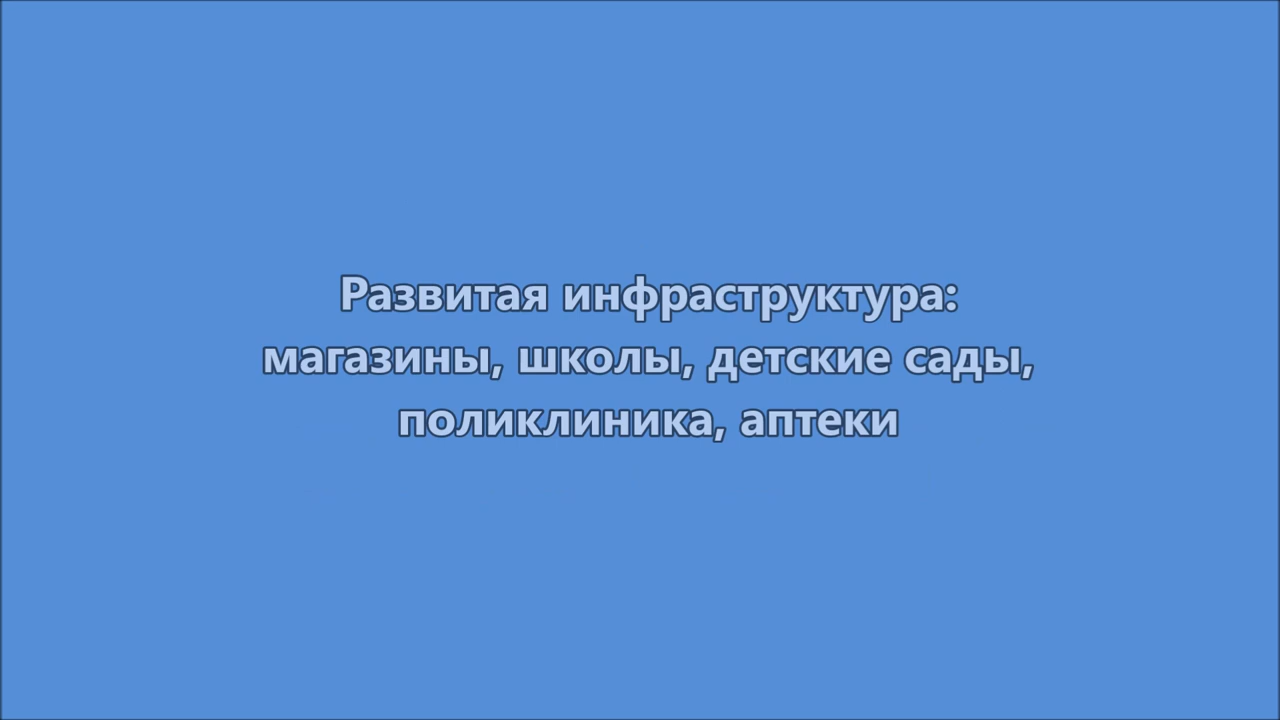 Развитая инфраструктура:
магазины, школы, детские сады,
поликлиника, аптеки